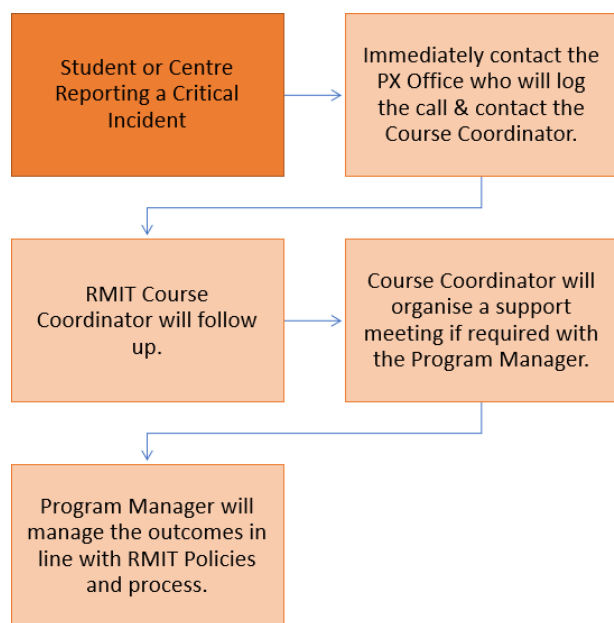 Student or Centre
Reporting a Critical
Incident
Immediately contact the
PX Office who will log
the call & contact the
Course Coordinator.
RMIT Course
Coordinator will follow
up.
Course Coordinator will
organise a support
meeting if required with
the Program Manager.
Program Manager will
manage the outcomes in
line with RMIT Policies
and process.